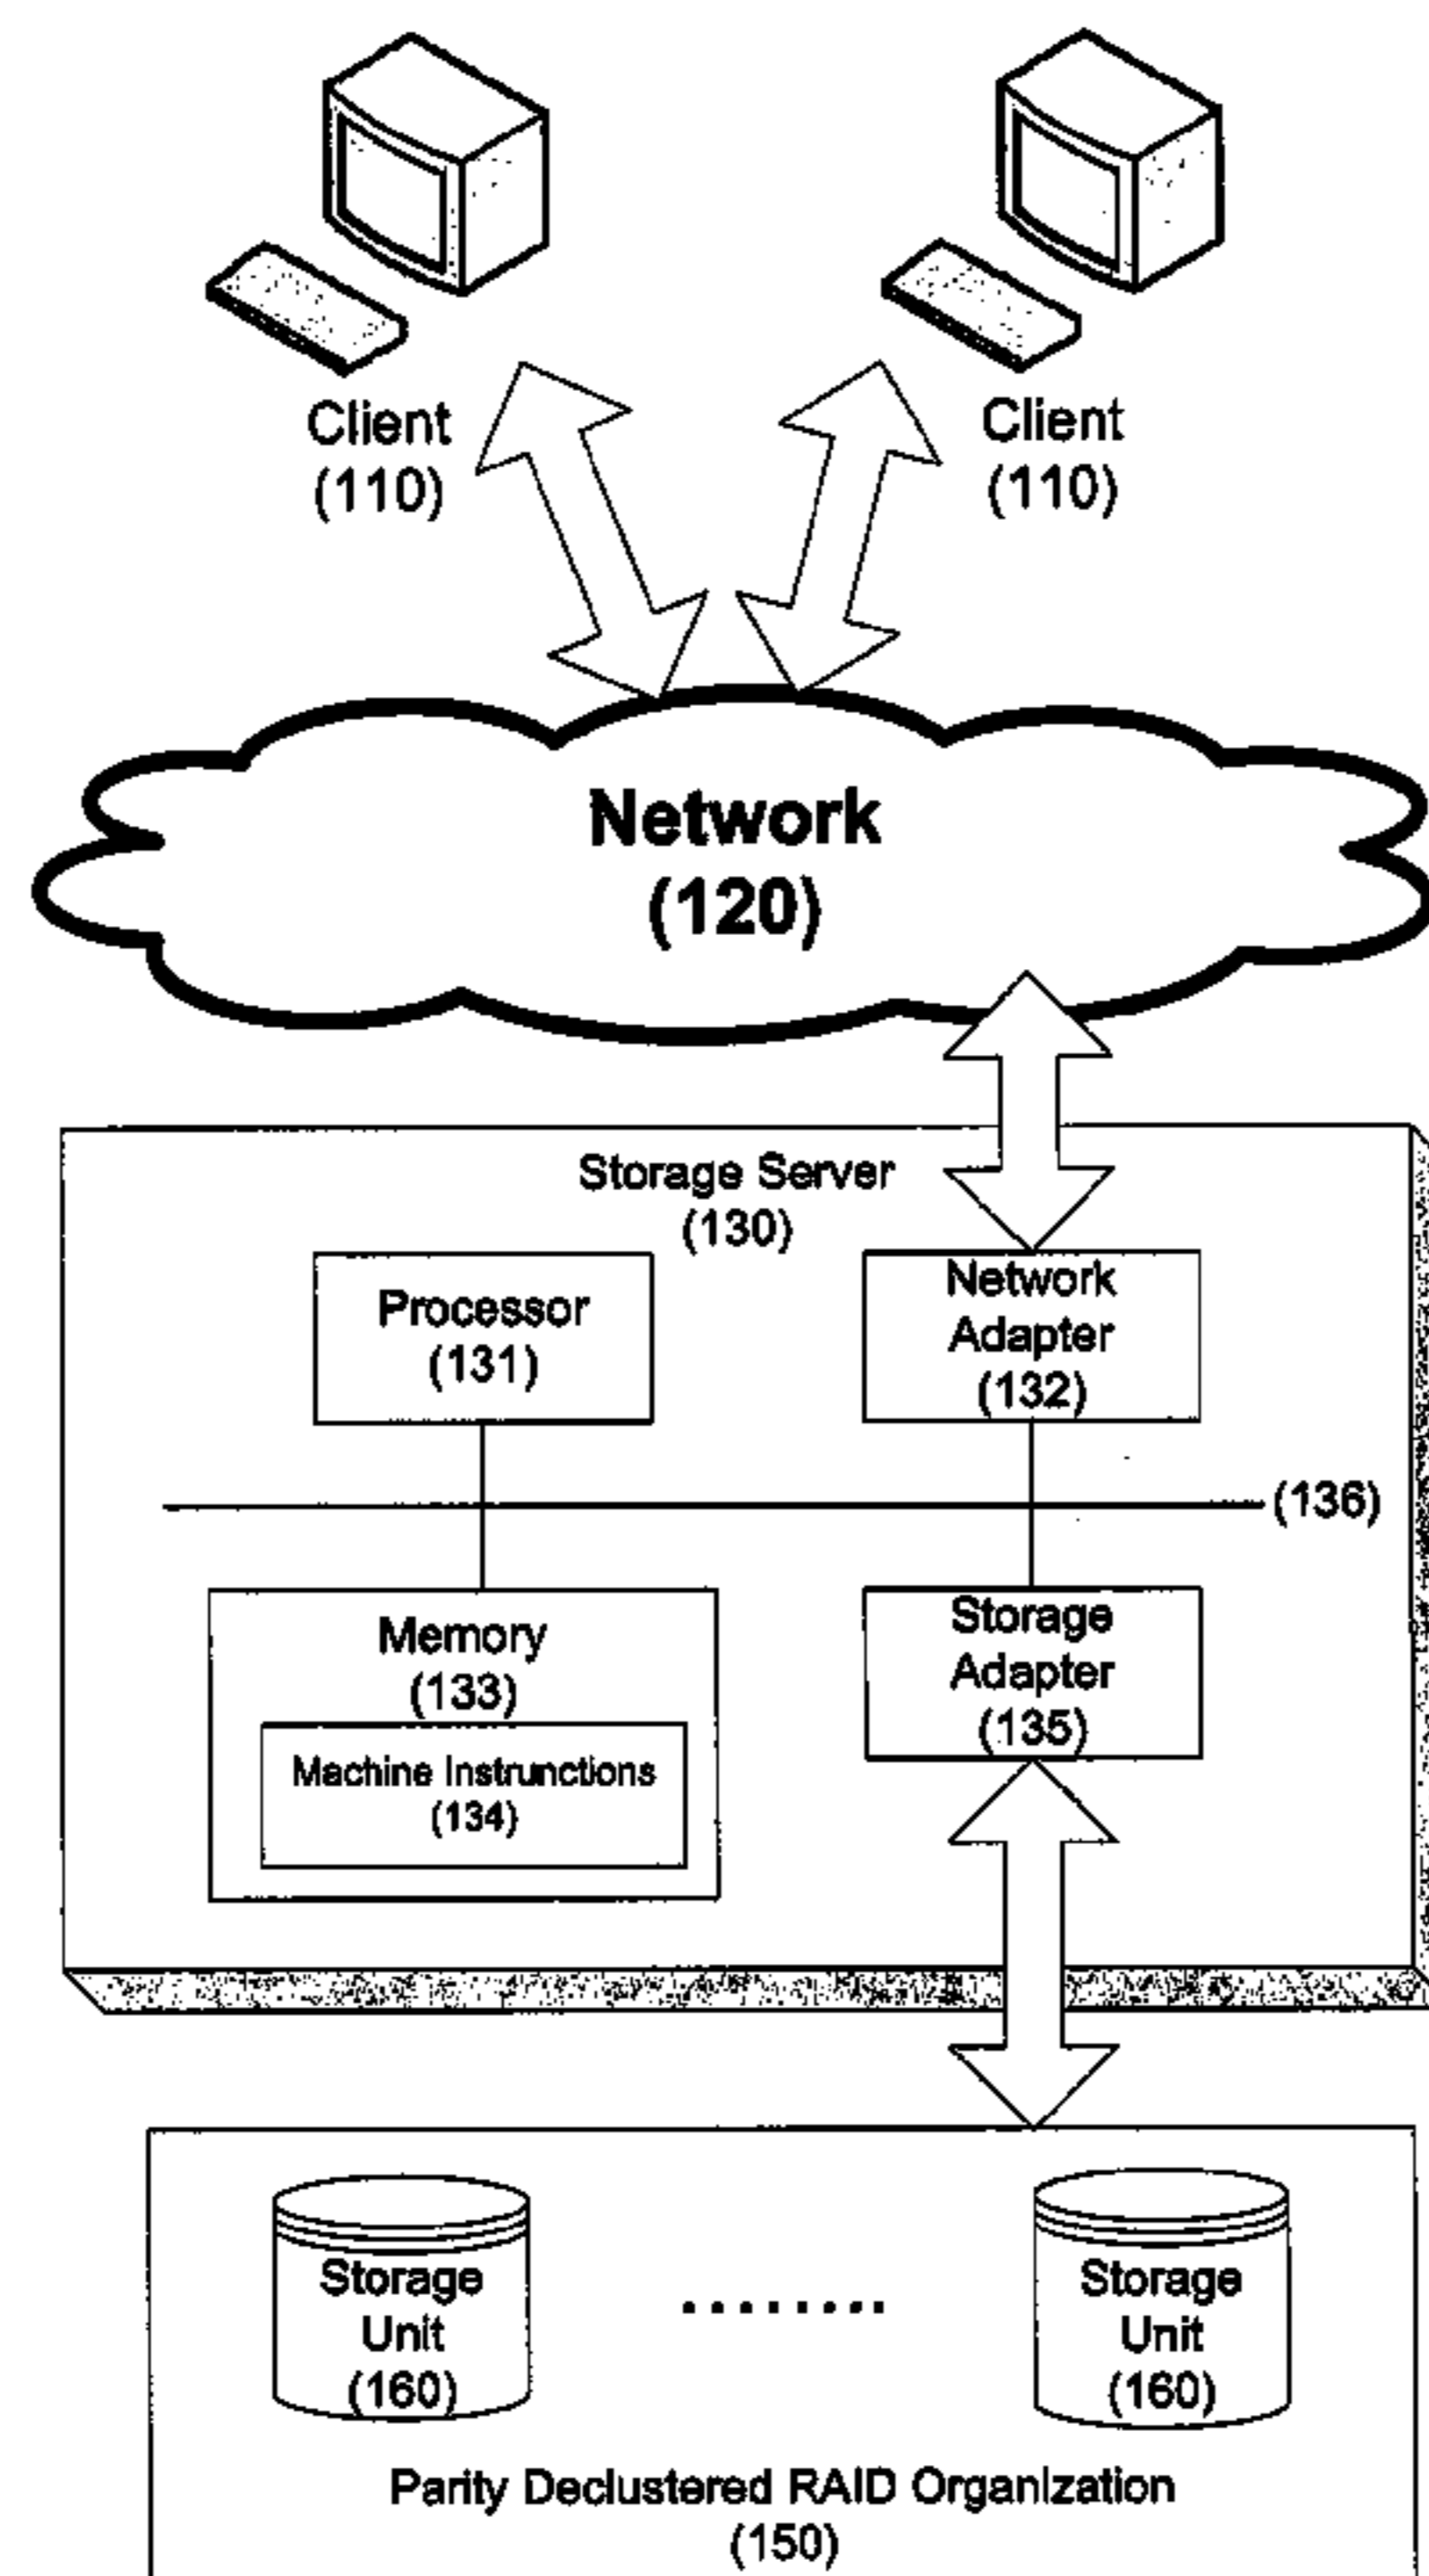 Client
(110)
Client
(110)
Network
(120)
Storage Server
(130)
Processor
(131)
Network
Adapter
(132)
(136)
Memory
(133)
Machine Instrunctions
(134)
Storage
Adapter
(135)
Storage
Unit
(160)
........
Storage
Unit
(160)
Parity Declustered RAID Organization
(150)